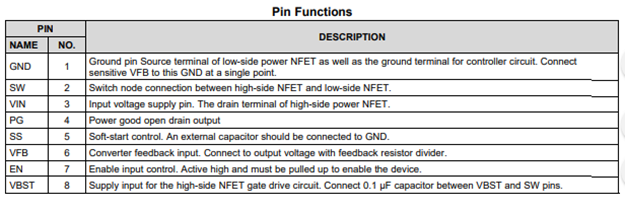 Pin Functions
PIN
DESCRIPTION
NAME NO.
GND 1 Ground pin Source terminal of low-side power NFET as well as the ground terminal for controller circuit. Connect
sensitive VFB to this GND at a single point.
SW 2 Switch node connection between high-side NFET and low-side NFET.
VIN 3 Input voltage supply pin. The drain terminal of high-side power NFET.
PG 4 Power good open drain output
SS 5 Soft-start control. An external capacitor should be connected to GND.
VFB 6 Converter feedback input. Connect to output voltage with feedback resistor divider.
EN 7 Enable input control. Active high and must be pulled up to enable the device.
VBST 8 Supply input for the high-side NFET gate drive circuit. Connect 0.1 µF capacitor between VBST and SW pins.